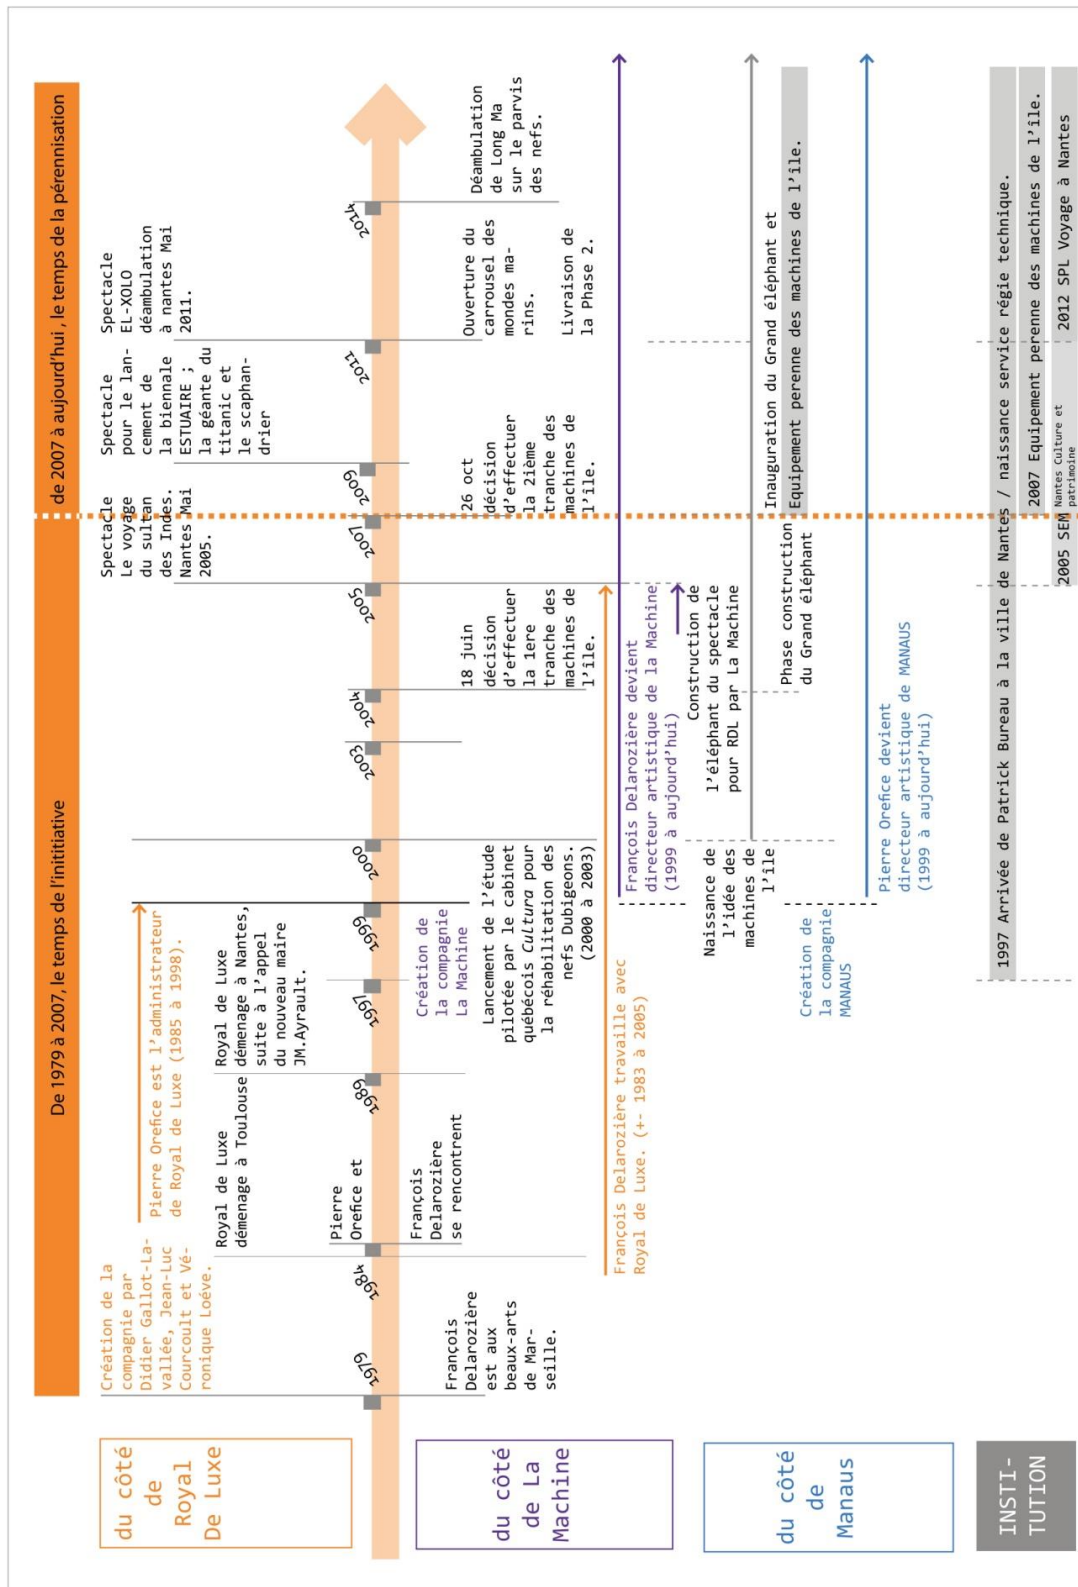 De 1979 à 2007, le temps de l'inititiative
de 2007 à aujourd'hui , le temps de la pérennisation
du côté
de
Royal
De Luxe
Création de la
compagnie par
Didier Gallot-La-
vallée, Jean-Luc
Courcoult et Vé-
ronique Loéve.
Pierre Orefice est l'administrateur
de Royal de Luxe (1985 à 1998).
Royal de Luxe
démenage à Toulouse
Royal de Luxe
démenage à Nantes,
suite à l'appel
du nouveau maire
JM.Ayrault.
Spectacle
Le voyage
du sultan
des Indes.
Nantes Mai
2005.
Spectacle
pour le lan-
cement de
la biennale
ESTUAIRE ;
la géante du
titanic et
le scaphan-
drier
Spectacle
EL-XOLO
déambulation
à nantes Mai
2011.
Pierre
Orefice et
François
Delarozière
se rencontrent
1979
1984
1989
1997
1999
2000
2003
2004
2005
2007
2009
2011
2014
du côté
de La
Machine
François
Delarozière
est aux
beaux-arts
de Mar-
seille.
Création de
la compagnie
La Machine
Lancement de l'étude
pilotée par le cabinet
québécois Cultura pour
la réhabilitation des
nefs Dubigeons.
(2000 à 2003)
18 juin
décision
d'effectuer
la 1ere
tranche des
machines de
l'île.
26 oct
décision
d'effectuer
la 2ième
tranche des
machines de
l'île.
Ouverture du
carrousel des
mondes ma-
rins.
Livraison de
la Phase 2.
Déambulation
de Long Ma
sur le parvis
des nefs.
François Delarozière travaille avec
Royal de Luxe. (+- 1983 à 2005)
François Delarozière devient
directeur artistique de la Machine
(1999 à aujourd'hui)
Naissance de
l'idée des
machines de
l'île
Construction de
l'éléphant du spectacle
pour RDL par La Machine
Phase construction
du Grand éléphant
Inauguration du Grand éléphant et
Equipement perenne des machines de l'ile.
du côté
de
Manaus
Création de
la compagnie
MANAUS
Pierre Orefice devient
directeur artistique de MANAUS
(1999 à aujourd'hui)
INSTI-
TUTION
1997 Arrivée de Patrick Bureau à la ville de Nantes / naissance service régie technique.
2007 Equipement perenne des machines de l'île.
2005 SEM Nantes Culture et
patrimoine
2012 SPL Voyage à Nantes